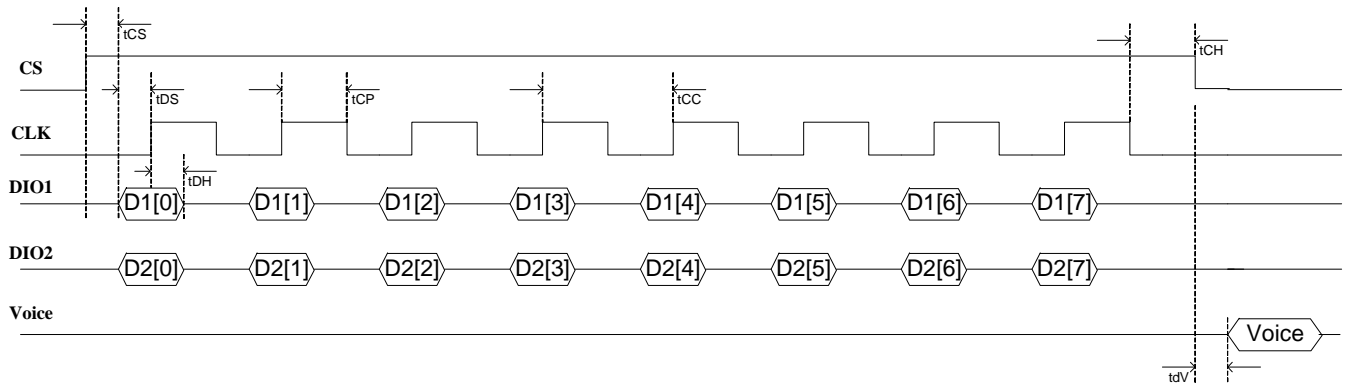 tCS
CS
tCH
tDS
tCP
tCC
CLK
tDH
DIO1
D1[0] D1[1] D1[2] D1[3] D1[4] D1[5] D1[6] D1[7]
DIO2
D2[0] D2[1] D2[2] D2[3] D2[4] D2[5] D2[6] D2[7]
Voice
Voice
tdV